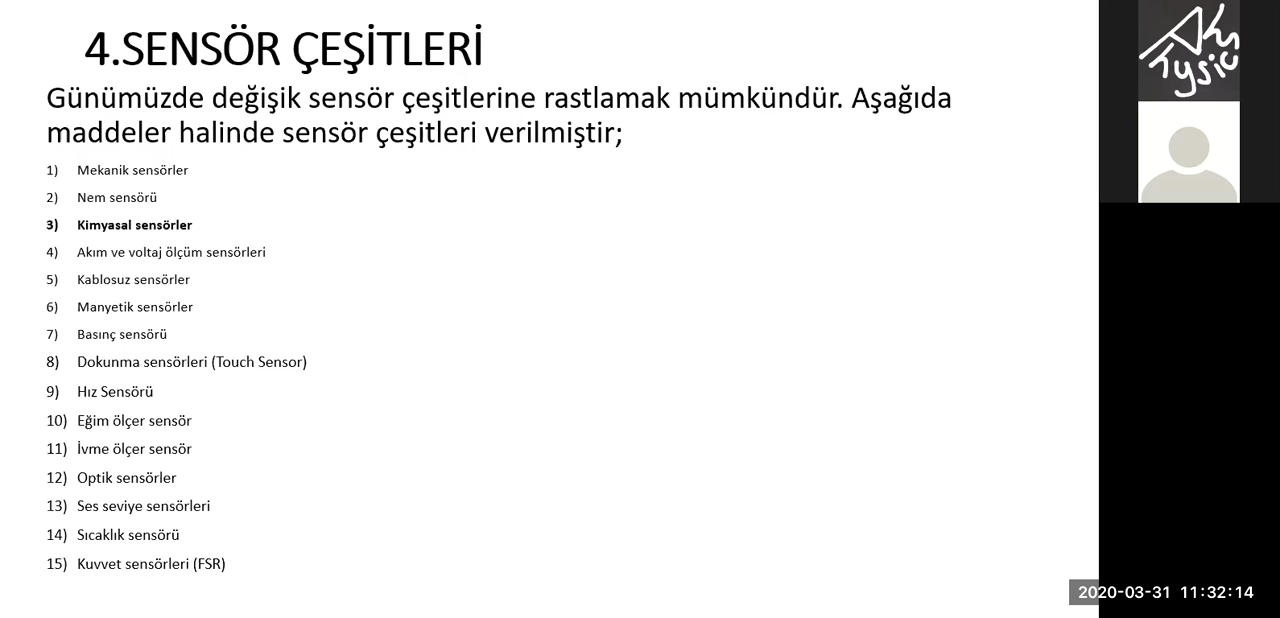 4.SENSÖR ÇEŞİTLERİ
Günümüzde değişik sensör çeşitlerine rastlamak mümkündür. Aşağıda
maddeler halinde sensör çeşitleri verilmiştir;
1) Mekanik sensörler
2) Nem sensörü
3) Kimyasal sensörler
4) Akım ve voltaj ölçüm sensörleri
5) Kablosuz sensörler
6) Manyetik sensörler
7) Basınç sensörü
8) Dokunma sensörleri (Touch Sensor)
9) Hız Sensörü
10) Eğim ölçer sensör
11) İvme ölçer sensör
12) Optik sensörler
13) Ses seviye sensörleri
14) Sıcaklık sensörü
15) Kuvvet sensörleri (FSR)
2020-03-31 11:32:14